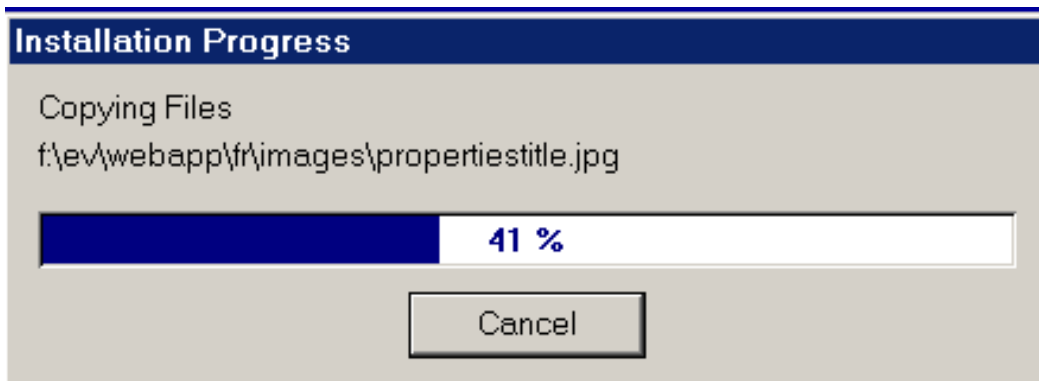 Installation Progress
Copying Files
f:\ev\webapp\fr\images\propertiestitle.jpg
41 %
Cancel